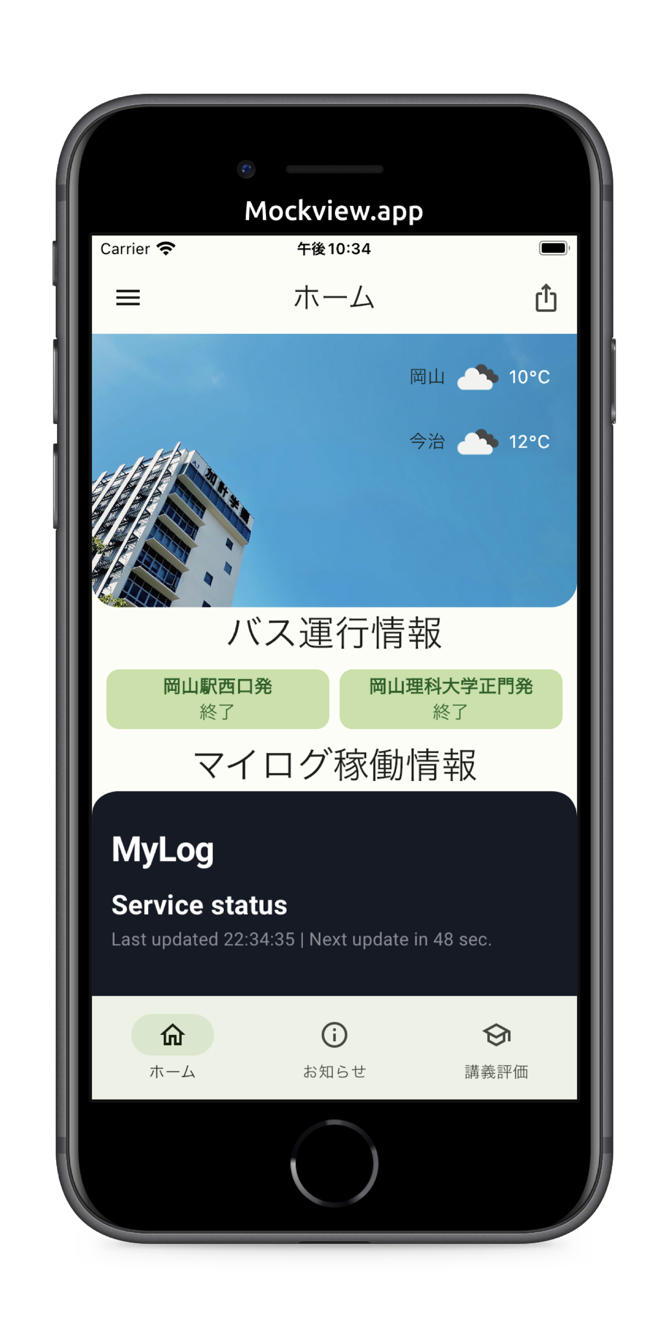 Mockview.app
Carrier 午後10:34
ホーム
岡山 10°C
今治 12°C
加計学園
バス運行情報
岡山駅西口発 岡山理科大学正門発
終了 終了
マイログ稼働情報
MyLog
Service status
Last updated 22:34:35 | Next update in 48 sec.
ホーム お知らせ 講義評価